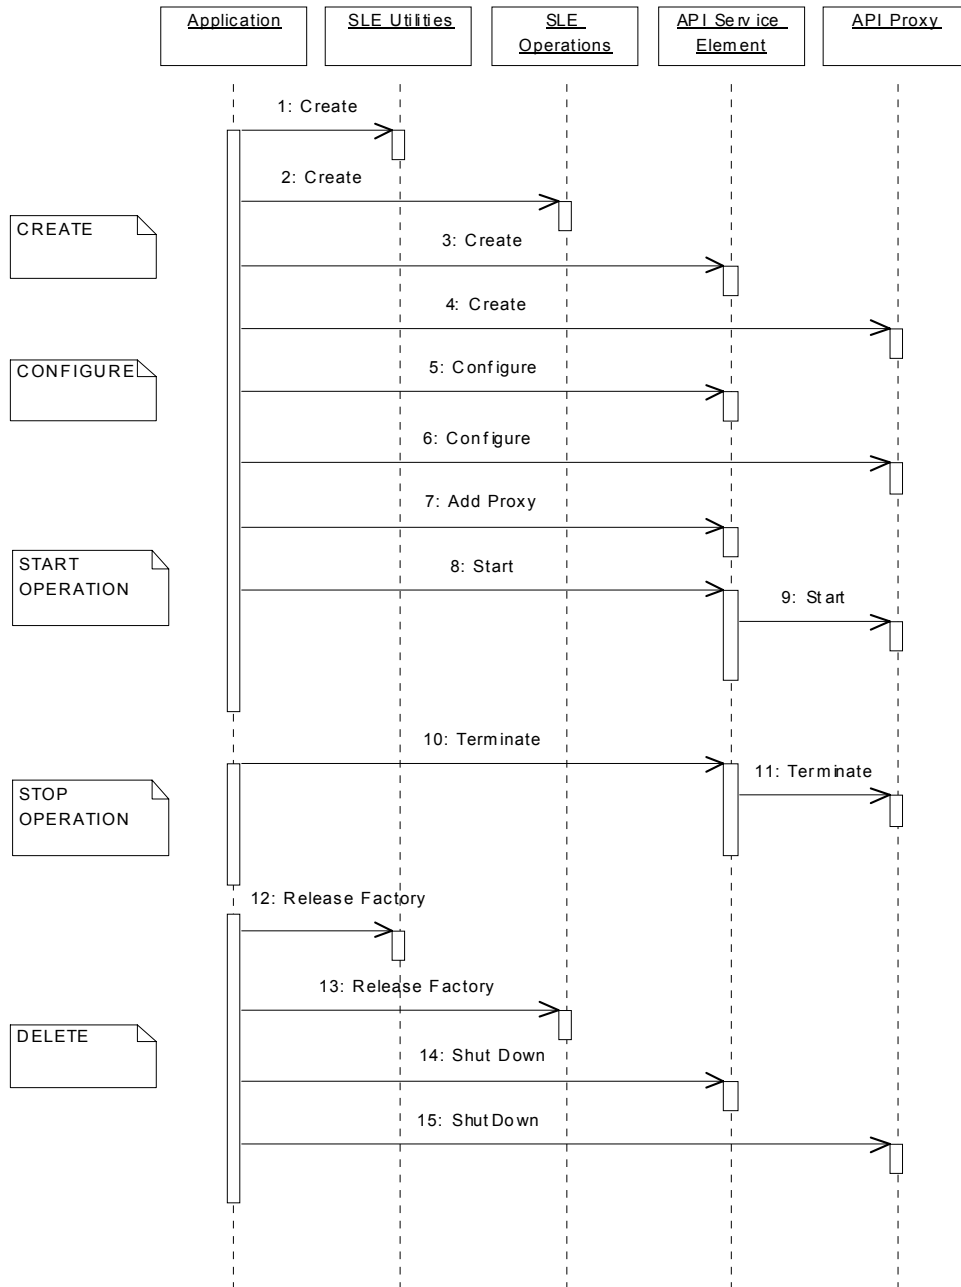 Application
SLE Utilities
SLE
Operations
API Service
Element
API Proxy
1: Create
2: Create
CREATE
3: Create
4: Create
CONFIGURE
5: Configure
6: Configure
7: Add Proxy
START
OPERATION
8: Start
9: Start
10: Terminate
11: Terminate
STOP
OPERATION
12: Release Factory
13: Release Factory
DELETE
14: Shut Down
15: ShutDown